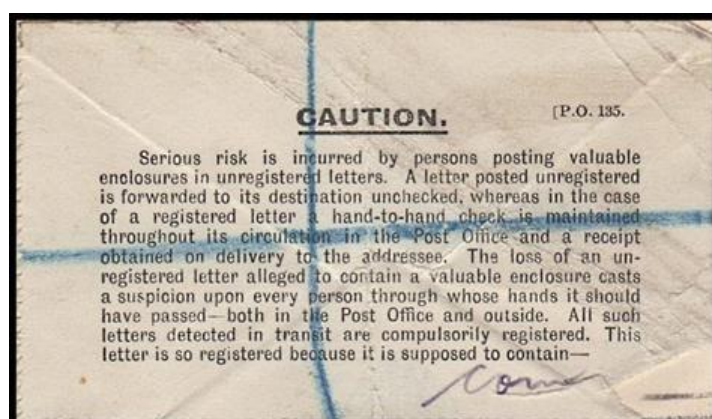 CAUTION.
[P.O. 135.
Serious risk is incurred by persons posting valuable
enclosures in unregistered letters. A letter posted unregistered
is forwarded to its destination unchecked, whereas in the case
of a registered letter a hand-to-hand check is maintained
throughout its circulation in the Post Office and a receipt
obtained on delivery to the addressee. The loss of an un-
registered letter alleged to contain a valuable enclosure casts
a suspicion upon every person through whose hands it should
have passed—both in the Post Office and outside. All such
letters detected in transit are compulsorily registered. This
letter is so registered because it is supposed to contain—